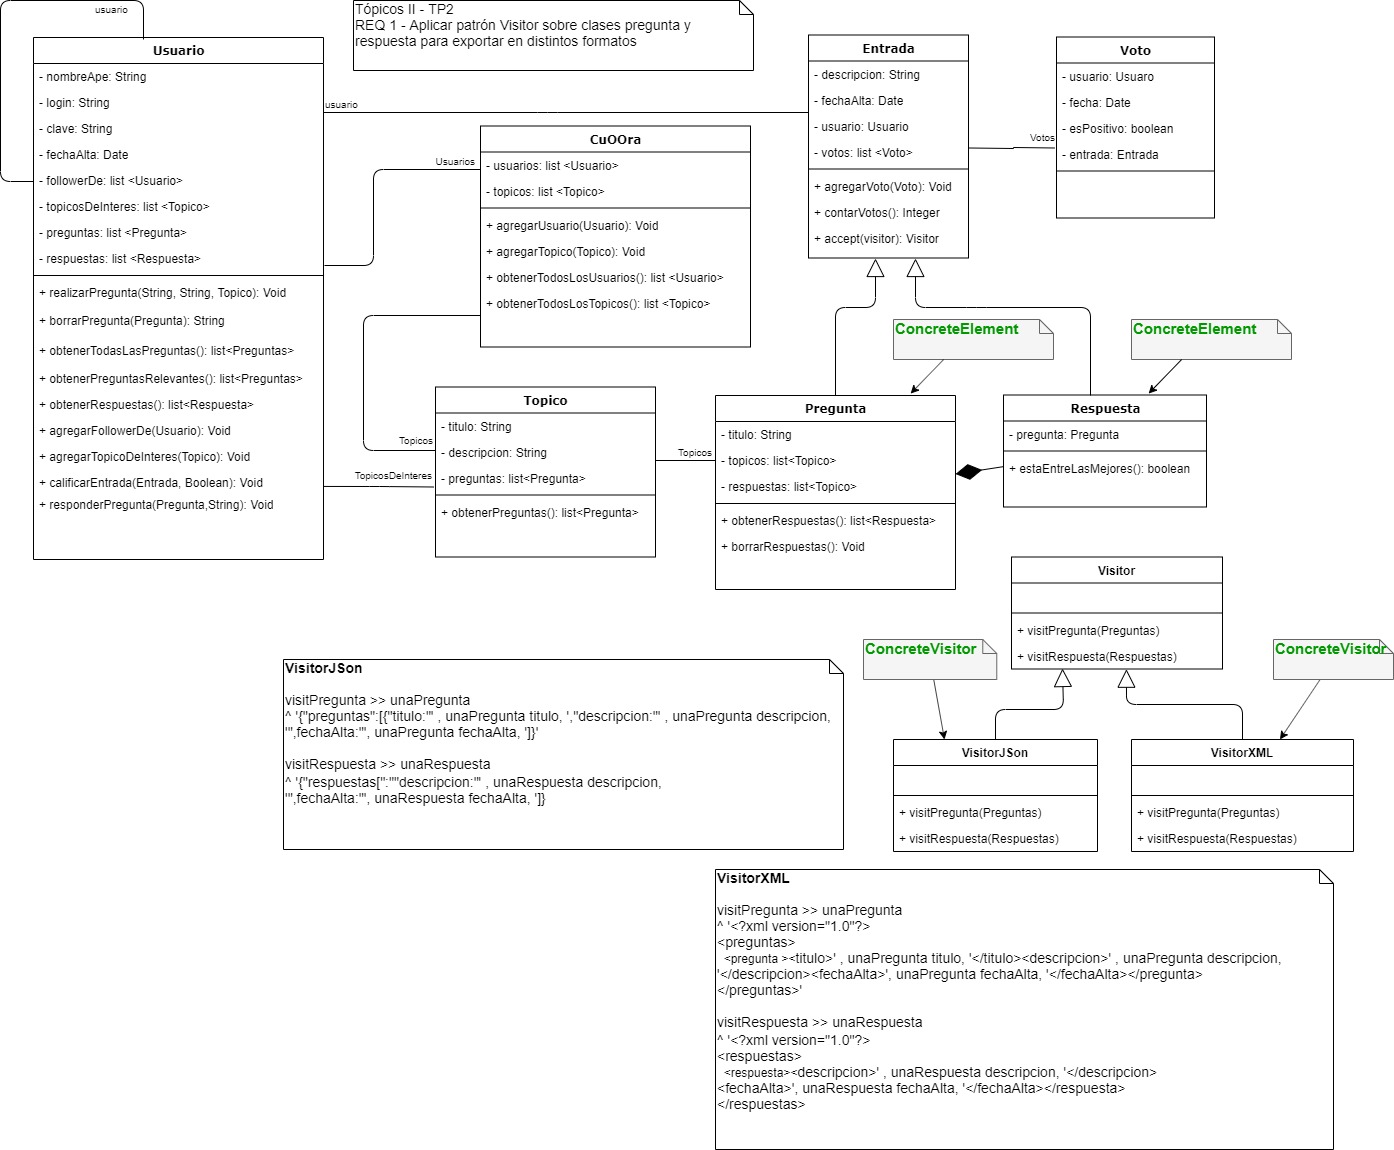 usuario
Tópicos II - TP2
REQ 1 - Aplicar patrón Visitor sobre clases pregunta y
respuesta para exportar en distintos formatos
Usuario
- nombreApe: String
- login: String
- clave: String
- fechaAlta: Date
- followerDe: list <Usuario>
- topicosDeInteres: list <Topico>
- preguntas: list <Pregunta>
- respuestas: list <Respuesta>
+ realizarPregunta(String, String, Topico): Void
+ borrarPregunta(Pregunta): String
+ obtenerTodasLasPreguntas(): list<Preguntas>
+ obtenerPreguntasRelevantes(): list<Preguntas>
+ obtenerRespuestas(): list<Respuesta>
+ agregarFollowerDe(Usuario): Void
+ agregarTopicoDeInteres(Topico): Void
+ calificarEntrada(Entrada, Boolean): Void
+ responderPregunta(Pregunta,String): Void
usuario
Usuarios
CuOOra
- usuarios: list <Usuario>
- topicos: list <Topico>
+ agregarUsuario(Usuario): Void
+ agregarTopico(Topico): Void
+ obtenerTodosLosUsuarios(): list <Usuario>
+ obtenerTodosLosTopicos(): list <Topico>
Entrada
- descripcion: String
- fechaAlta: Date
- usuario: Usuario
- votos: list <Voto>
+ agregarVoto(Voto): Void
+ contarVotos(): Integer
+ accept(visitor): Visitor
Votos
Voto
- usuario: Usuaro
- fecha: Date
- esPositivo: boolean
- entrada: Entrada
ConcreteElement
ConcreteElement
Topicos
TopicosDeInteres
Topico
- titulo: String
- descripcion: String
- preguntas: list<Pregunta>
+ obtenerPreguntas(): list<Pregunta>
Topicos
Pregunta
- titulo: String
- topicos: list<Topico>
- respuestas: list<Topico>
+ obtenerRespuestas(): list<Respuesta>
+ borrarRespuestas(): Void
Respuesta
- pregunta: Pregunta
+ estaEntreLasMejores(): boolean
Visitor
+ visitPregunta(Preguntas)
+ visitRespuesta(Respuestas)
ConcreteVisitor
ConcreteVisitor
VisitorJSon
visitPregunta >> unaPregunta
^ '{"preguntas":[{"titulo:"' , unaPregunta titulo, ',"descripcion:"' , unaPregunta descripcion,
'",fechaAlta:"', unaPregunta fechaAlta, ']}'
visitRespuesta >> unaRespuesta
^ '{"respuestas[":'"'descripcion:"' , unaRespuesta descripcion,
'",fechaAlta:"', unaRespuesta fechaAlta, ']}
VisitorJSon
+ visitPregunta(Preguntas)
+ visitRespuesta(Respuestas)
VisitorXML
+ visitPregunta(Preguntas)
+ visitRespuesta(Respuestas)
VisitorXML
visitPregunta >> unaPregunta
^ '<?xml version="1.0"?>
<preguntas>
<pregunta ><titulo>' , unaPregunta titulo, '</titulo><descripcion>' , unaPregunta descripcion,
'</descripcion><fechaAlta>', unaPregunta fechaAlta, '</fechaAlta></pregunta>
</preguntas>'
visitRespuesta >> unaRespuesta
^ '<?xml version="1.0"?>
<respuestas>
<respuesta><descripcion>' , unaRespuesta descripcion, '</descripcion>
<fechaAlta>', unaRespuesta fechaAlta, '</fechaAlta></respuesta>
</respuestas>